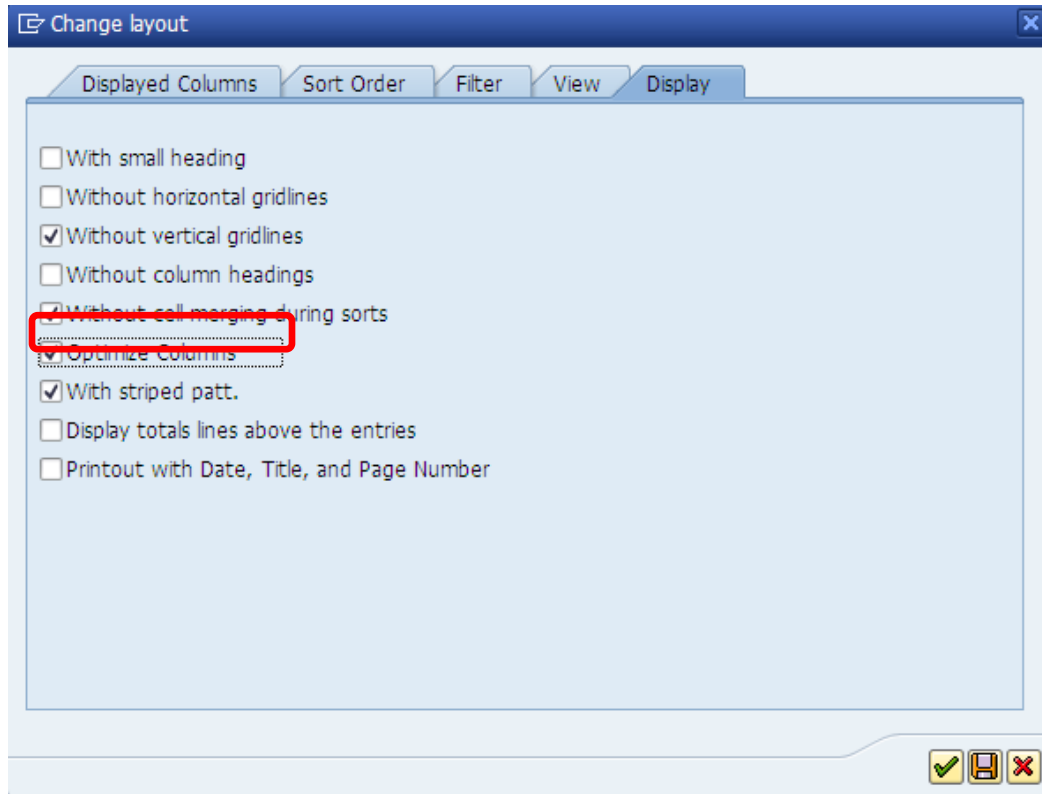 Change layout
Displayed Columns Sort Order Filter View Display
With small heading
Without horizontal gridlines
Without vertical gridlines
Without column headings
Without cell merging during sorts
Optimize Columns
With striped patt.
Display totals lines above the entries
Printout with Date, Title, and Page Number